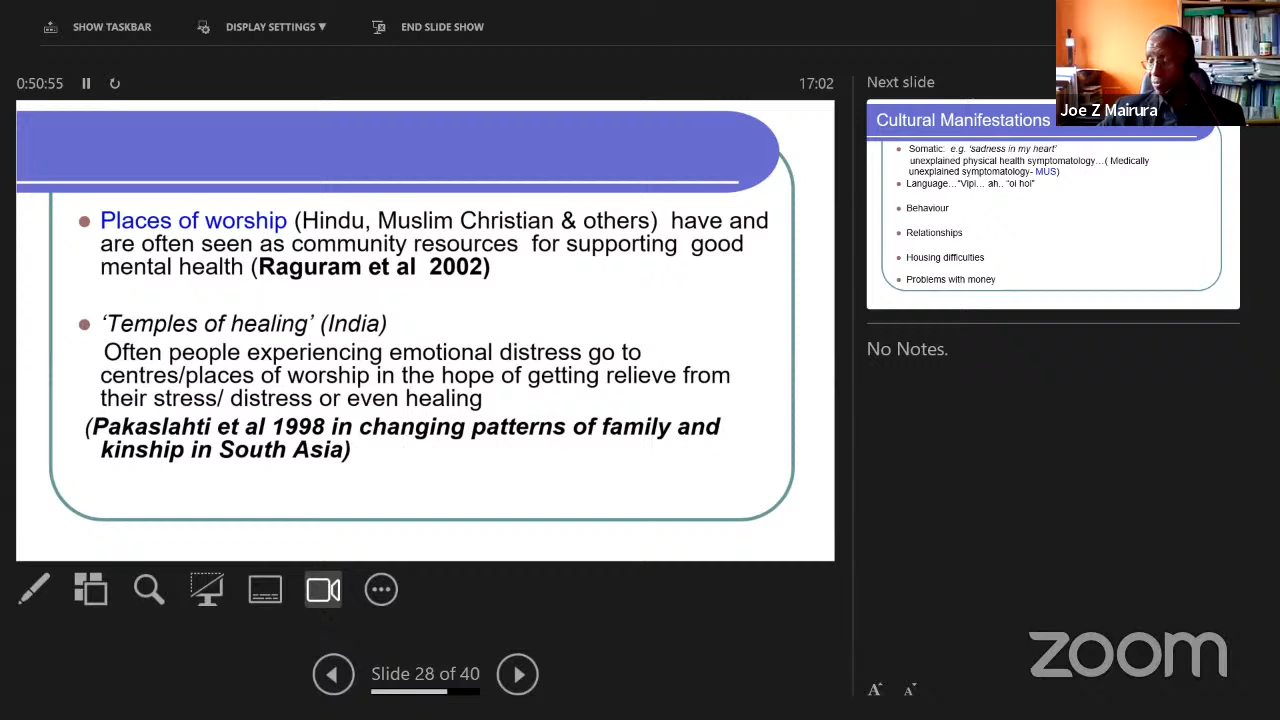 SHOW TASKBAR
DISPLAY SETTINGS ▼
END SLIDE SHOW
0:50:55
17:02
Places of worship (Hindu, Muslim Christian & others) have and
are often seen as community resources for supporting good
mental health (Raguram et al 2002)
‘Temples of healing’ (India)
Often people experiencing emotional distress go to
centres/places of worship in the hope of getting relieve from
their stress/ distress or even healing
(Pakaslahti et al 1998 in changing patterns of family and
kinship in South Asia)
Slide 28 of 40
Next slide
Joe Z Mairura
Cultural Manifestations
Somatic: e.g. ‘sadness in my heart’
unexplained physical health symptomatology…( Medically
unexplained symptomatology- MUS)
Language…“Vipi… ah.. “oi hoi”
Behaviour
Relationships
Housing difficulties
Problems with money
No Notes.
A A
zoom